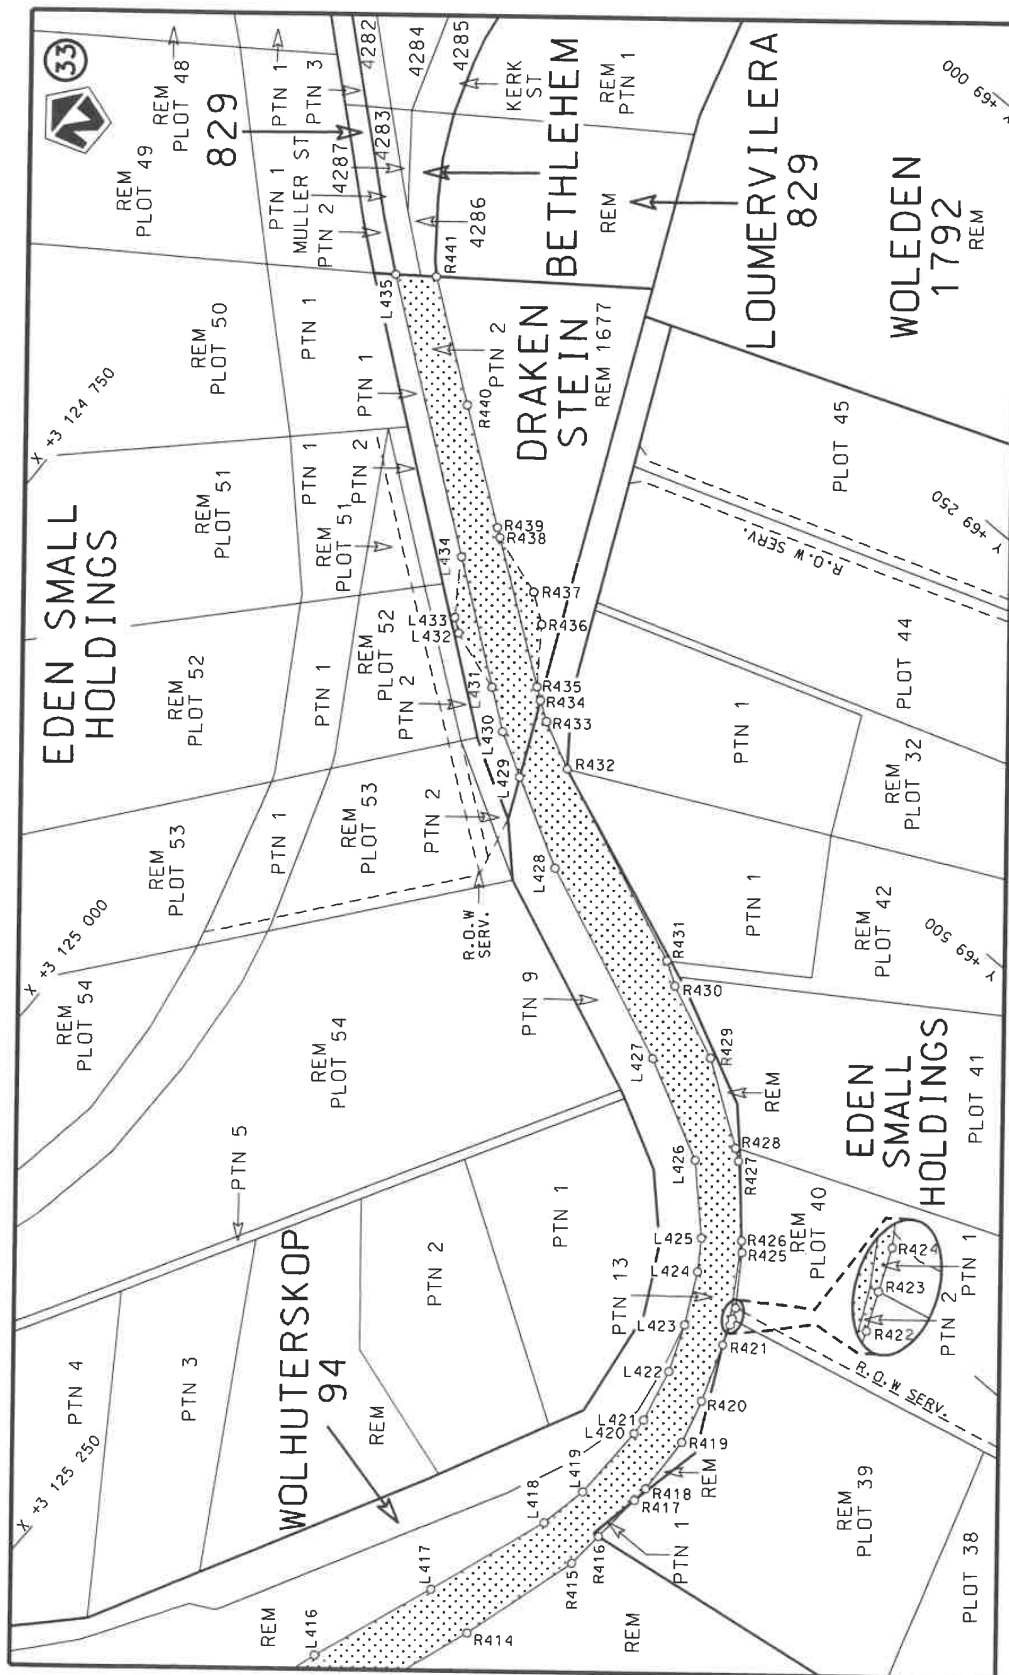 33
REM
PLOT 48
REM
PLOT 49
829
PTN 1
PTN 3
PTN 1
MULLER ST
PTN 2
4282
4284
4285
4283
4287
4286
KERK
ST
REM
PTN 1
BETHLEHEM
REM
LOUMERVILERA
829
WOLEDEN
1792
REM
+69 000
L435
R441
X +3 124 750
REM
PLOT 50
PTN 1
PTN 1
PTN 2
R440
DRAKEN
STEIN
REM 1677
PLOT 45
Y +69 250
R.O.W SERV.
EDEN SMALL
HOLDINGS
REM
PLOT 51
PTN 1
PTN 2
REM
PLOT 51
L434
R439
R438
R437
R436
L433
L432
L431
L430
L429
R435
R434
R433
R432
REM
PLOT 52
PTN 1
REM
PLOT 52
PTN 2
PLOT 44
PTN 1
REM
PLOT 32
REM
PLOT 53
PTN 1
REM
PLOT 53
PTN 2
R.O.W
SERV.
L428
X +3 125 000
REM
PLOT 54
REM
PLOT 54
PTN 9
R431
R430
PTN 1
REM
PLOT 42
Y +69 500
L427
R429
REM
EDEN
SMALL
HOLDINGS
PLOT 41
PTN 5
L426
R428
R427
L425
R426
R425
L424
PTN 13
REM
PLOT 40
PTN 1
PTN 2
L423
R424
R423
R422
PTN 1
PTN 2
R421
R.O.W SERV.
L422
R420
WOLHUTERSKOP
94
PTN 4
PTN 3
REM
X +3 125 250
L421
L420
R419
REM
L419
R418
R417
L418
R416
PTN 1
R415
L417
REM
PLOT 39
PLOT 38
REM
L416
R414
REM